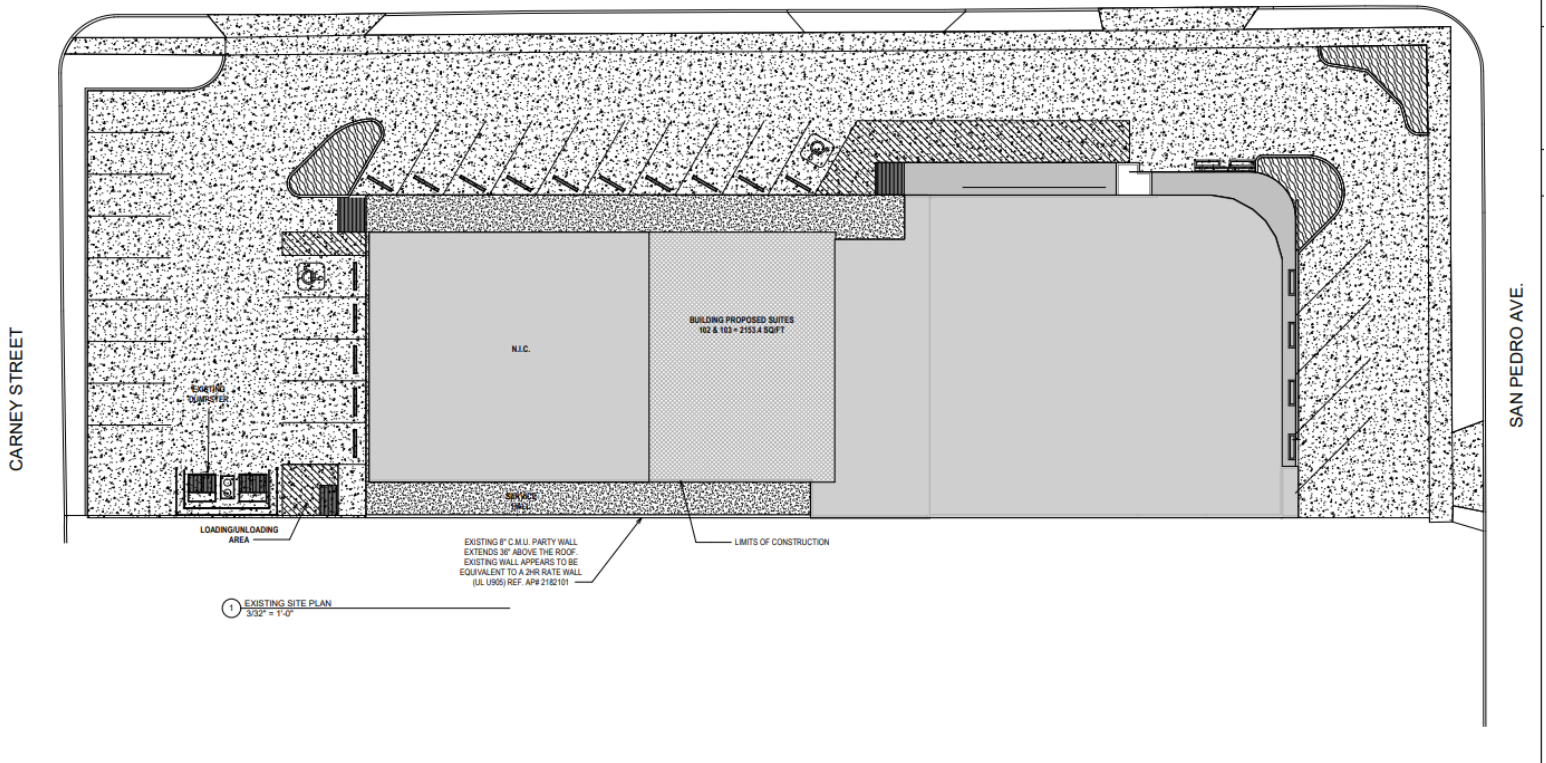 CARNEY STREET
SAN PEDRO AVE.
BUILDING PROPOSED SUITES
102 & 103 = 2153.4 SQ/FT
N.I.C.
EXISTING
DUMPSTER
SERVICE
HALL
LOADING/UNLOADING
AREA
EXISTING 8" C.M.U. PARTY WALL
EXTENDS 36" ABOVE THE ROOF.
EXISTING WALL APPEARS TO BE
EQUIVALENT TO A 2HR RATE WALL
(UL U905) REF. AP# 2182101
LIMITS OF CONSTRUCTION
1
EXISTING SITE PLAN
3/32" = 1'-0"